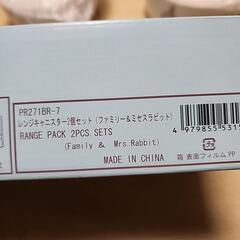 PR271BR-7
レンジキャニスター2個セット(ファミリー&ミセスラビット)
RANGE PACK 2PCS.SETS
(Family & Mrs.Rabbit)
MADE IN CHINA
4 979855 5315
箱 表面フィルム PP